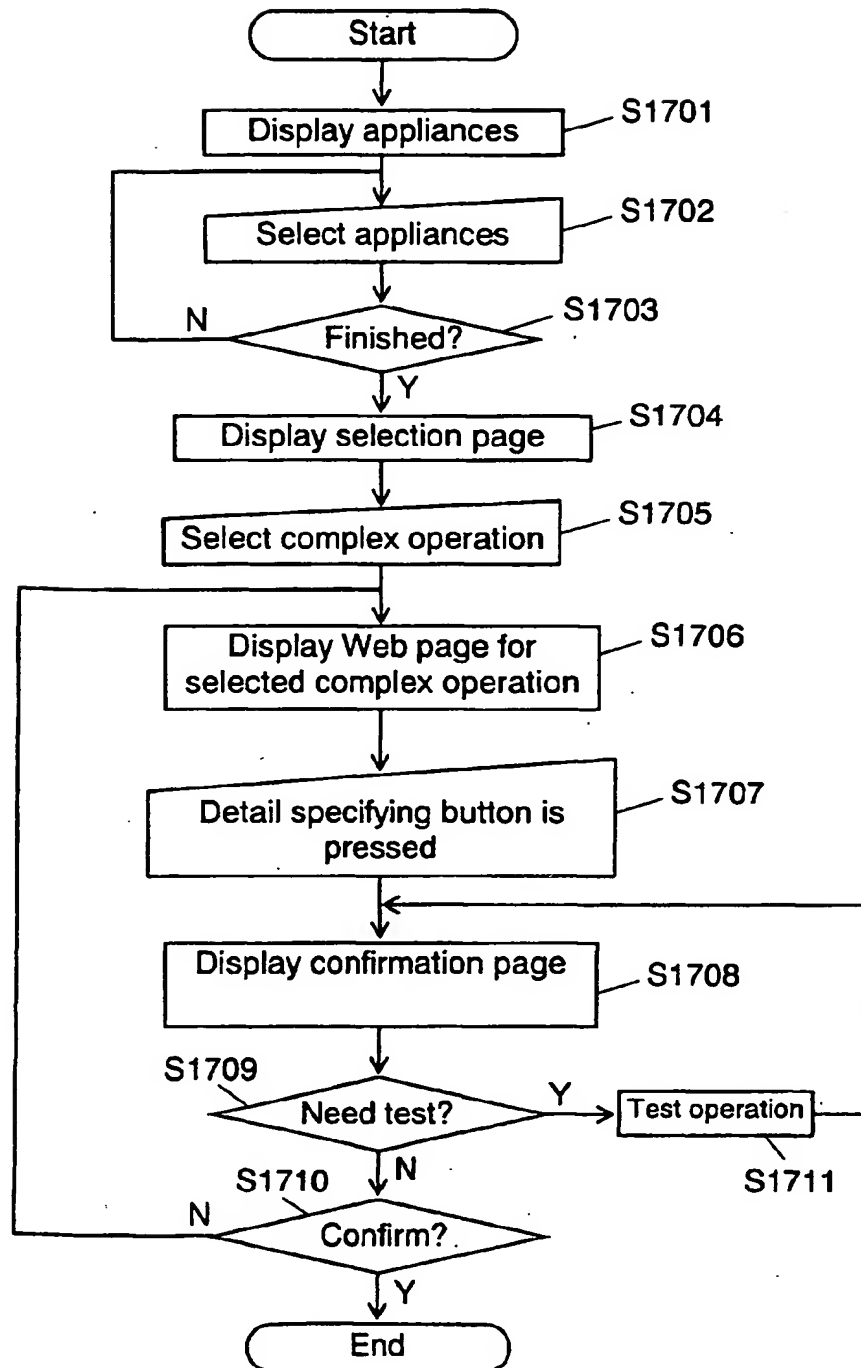 Start
Display appliances
S1701
Select appliances
S1702
N
Finished?
S1703
Y
Display selection page
S1704
Select complex operation
S1705
Display Web page for
selected complex operation
S1706
Detail specifying button is
pressed
S1707
Display confirmation page
S1708
S1709
Need test?
Y
Test operation
S1711
N
S1710
N
Confirm?
Y
End